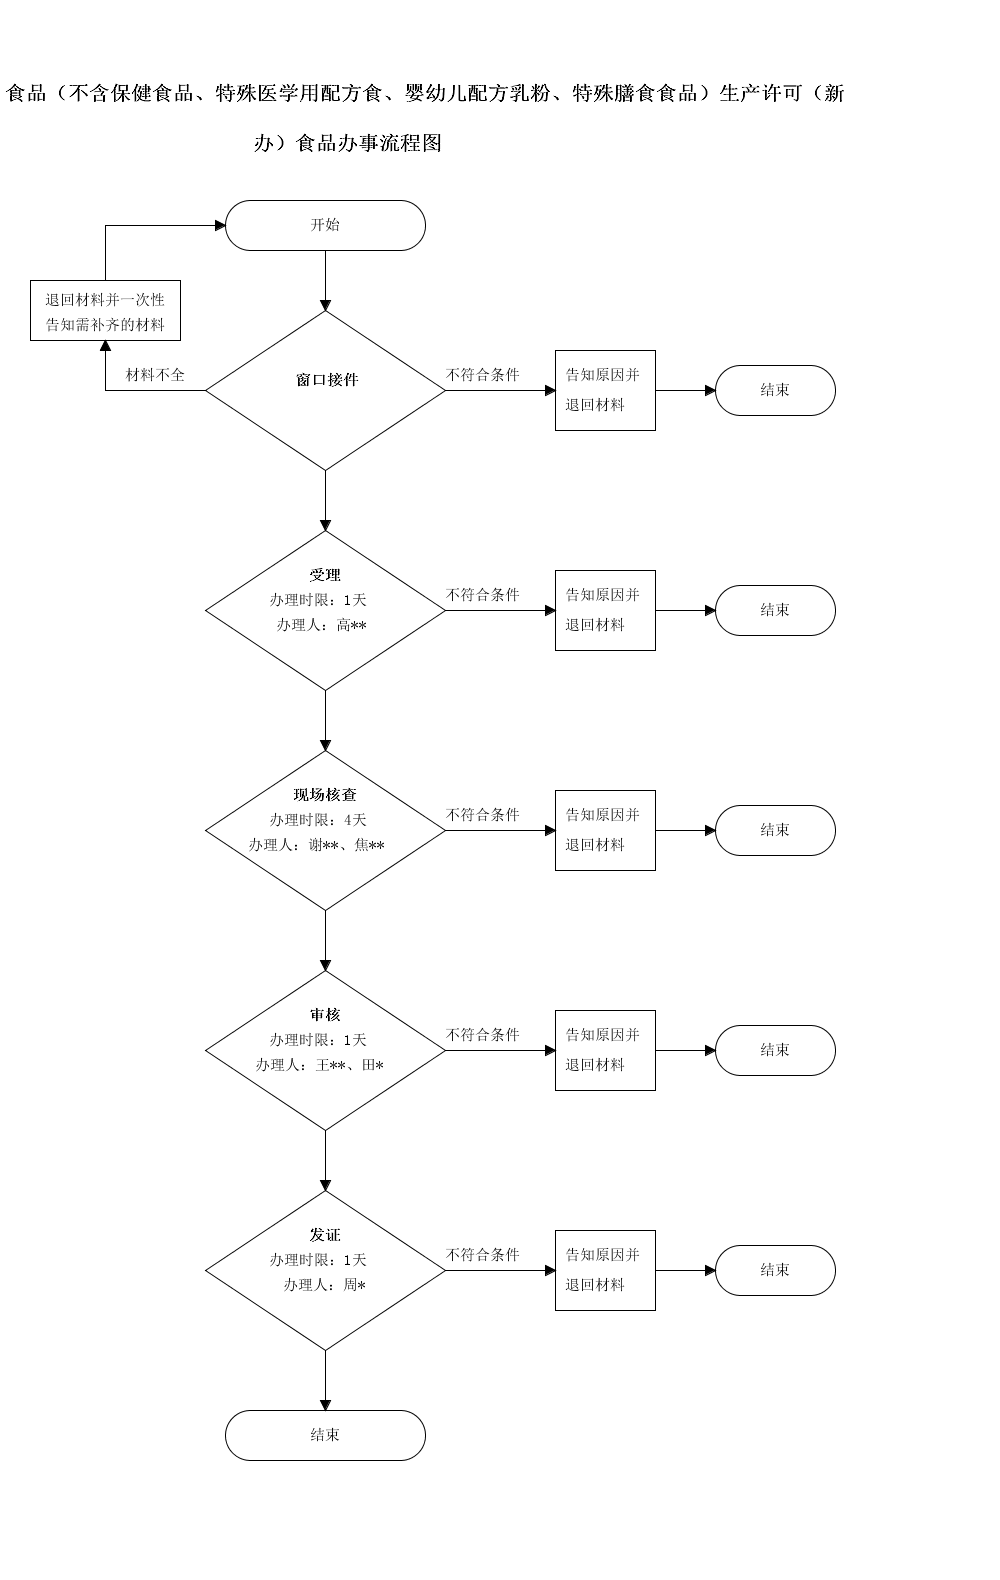 食品（不含保健食品、特殊医学用配方食、婴幼儿配方乳粉、特殊膳食食品）生产许可（新
办）食品办事流程图
开始
退回材料并一次性
告知需补齐的材料
材料不全
窗口接件
不符合条件
告知原因并
退回材料
结束
受理
办理时限：1天
办理人：高**
不符合条件
告知原因并
退回材料
结束
现场核查
办理时限：4天
办理人：谢**、焦**
不符合条件
告知原因并
退回材料
结束
审核
办理时限：1天
办理人：王**、田*
不符合条件
告知原因并
退回材料
结束
发证
办理时限：1天
办理人：周*
不符合条件
告知原因并
退回材料
结束
结束